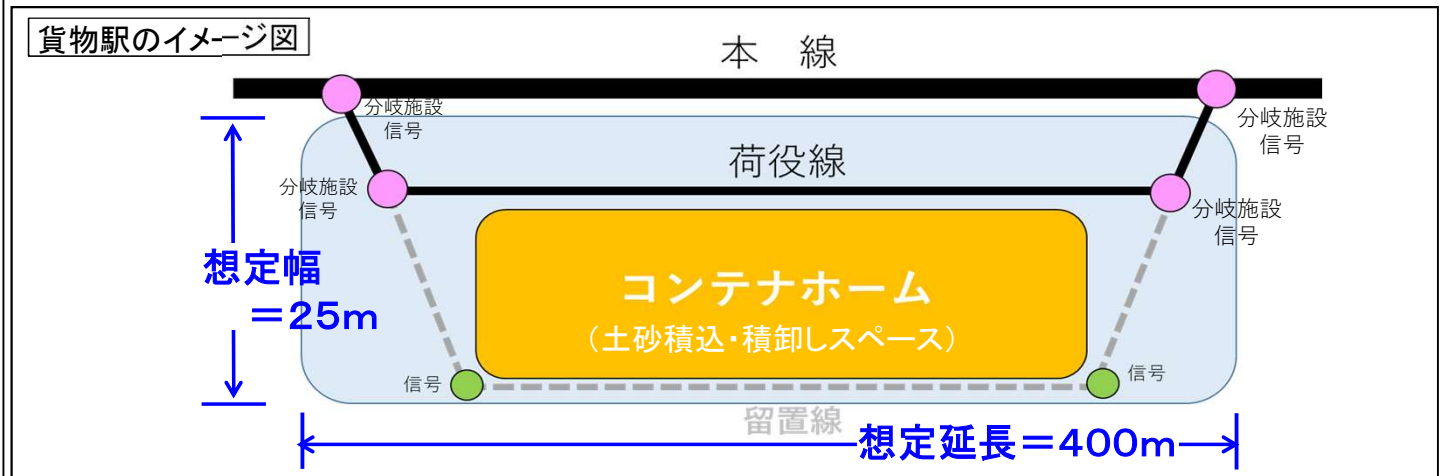 貨物駅のイメージ図
本　線
分岐施設
信号
分岐施設
信号
荷役線
分岐施設
信号
分岐施設
信号
想定幅
＝25m
コンテナホーム
（土砂積込・積卸しスペース）
信号
信号
留置線
想定延長＝400m